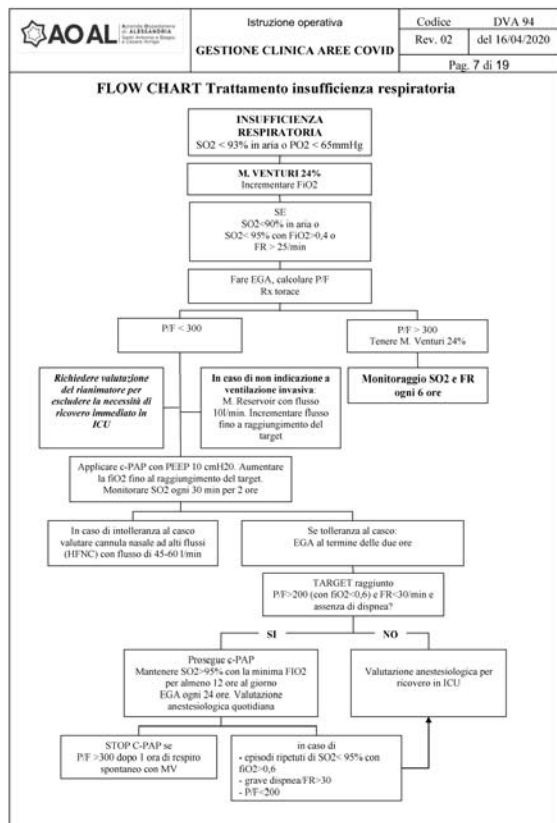 AOAL
Azienda Ospedaliera
di ALESSANDRIA
Santi Antonio e Biagio
e Cesare Arrigo
Istruzione operativa
GESTIONE CLINICA AREE COVID
Codice DVA 94
Rev. 02 del 16/04/2020
Pag. 7 di 19
FLOW CHART Trattamento insufficienza respiratoria
INSUFFICIENZA
RESPIRATORIA
SO2 < 93% in aria o PO2 < 65mmHg
M. VENTURI 24%
Incrementare FiO2
SE
SO2<90% in aria o
SO2< 95% con FiO2>0,4 o
FR > 25/min
Fare EGA, calcolare P/F
Rx torace
P/F < 300
P/F > 300
Tenere M. Venturi 24%
Richiedere valutazione
del rianimatore per
escludere la necessità di
ricovero immediato in
ICU
In caso di non indicazione a
ventilazione invasiva:
M. Reservoir con flusso
10l/min. Incrementare flusso
fino a raggiungimento del
target
Monitoraggio SO2 e FR
ogni 6 ore
Applicare c-PAP con PEEP 10 cmH20. Aumentare
la fiO2 fino al raggiungimento del target.
Monitorare SO2 ogni 30 min per 2 ore
In caso di intolleranza al casco
valutare cannula nasale ad alti flussi
(HFNC) con flusso di 45-60 l/min
Se tolleranza al casco:
EGA al termine delle due ore
TARGET raggiunto
P/F>200 (con fiO2<0,6) e FR<30/min e
assenza di dispnea?
SI
NO
Prosegue c-PAP
Mantenere SO2>95% con la minima FIO2
per almeno 12 ore al giorno
EGA ogni 24 ore. Valutazione
anestesiologica quotidiana
Valutazione anestesiologica per
ricovero in ICU
STOP C-PAP se
P/F >300 dopo 1 ora di respiro
spontaneo con MV
in caso di
- episodi ripetuti di SO2< 95% con
fiO2>0,6
- grave dispnea/FR>30
- P/F<200